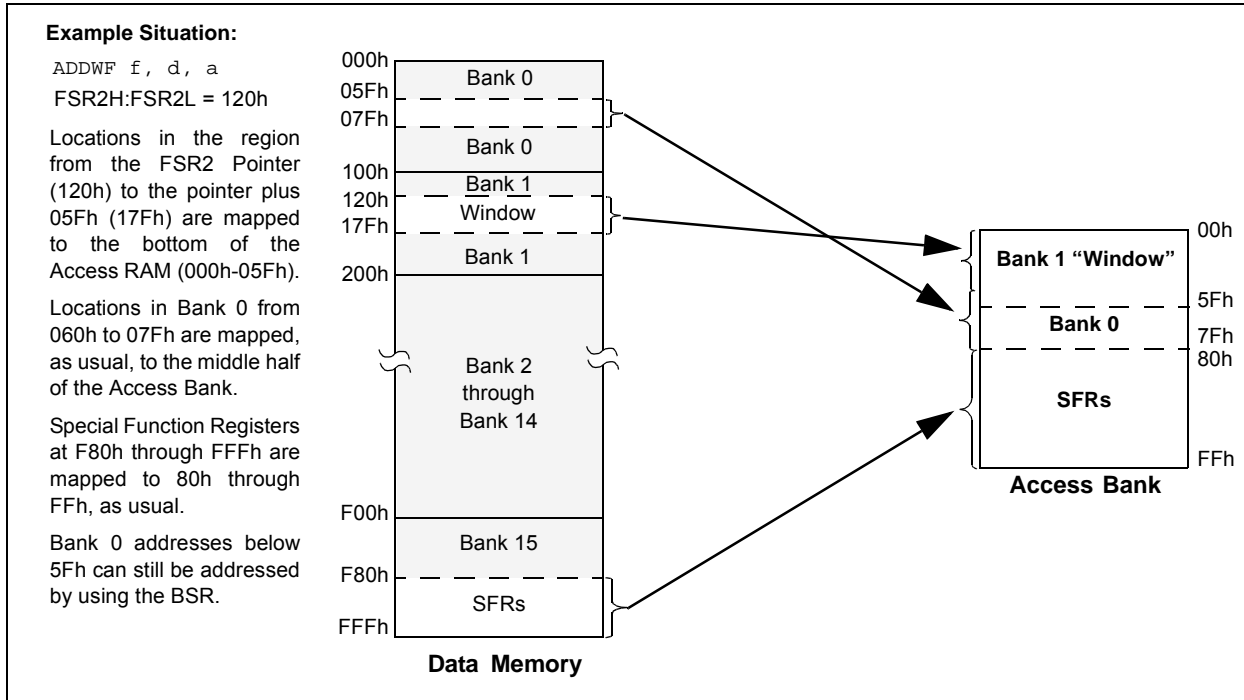 Example Situation:
ADDWF f, d, a
FSR2H:FSR2L = 120h
Locations in the region
from the FSR2 Pointer
(120h) to the pointer plus
05Fh (17Fh) are mapped
to the bottom of the
Access RAM (000h-05Fh).
Locations in Bank 0 from
060h to 07Fh are mapped,
as usual, to the middle half
of the Access Bank.
Special Function Registers
at F80h through FFFh are
mapped to 80h through
FFh, as usual.
Bank 0 addresses below
5Fh can still be addressed
by using the BSR.
000h
Bank 0
05Fh
07Fh
Bank 0
100h
Bank 1
120h
Window
17Fh
Bank 1
200h
Bank 2
through
Bank 14
F00h
Bank 15
F80h
SFRs
FFFh
Data Memory
00h
Bank 1 “Window”
5Fh
Bank 0
7Fh
80h
SFRs
FFh
Access Bank